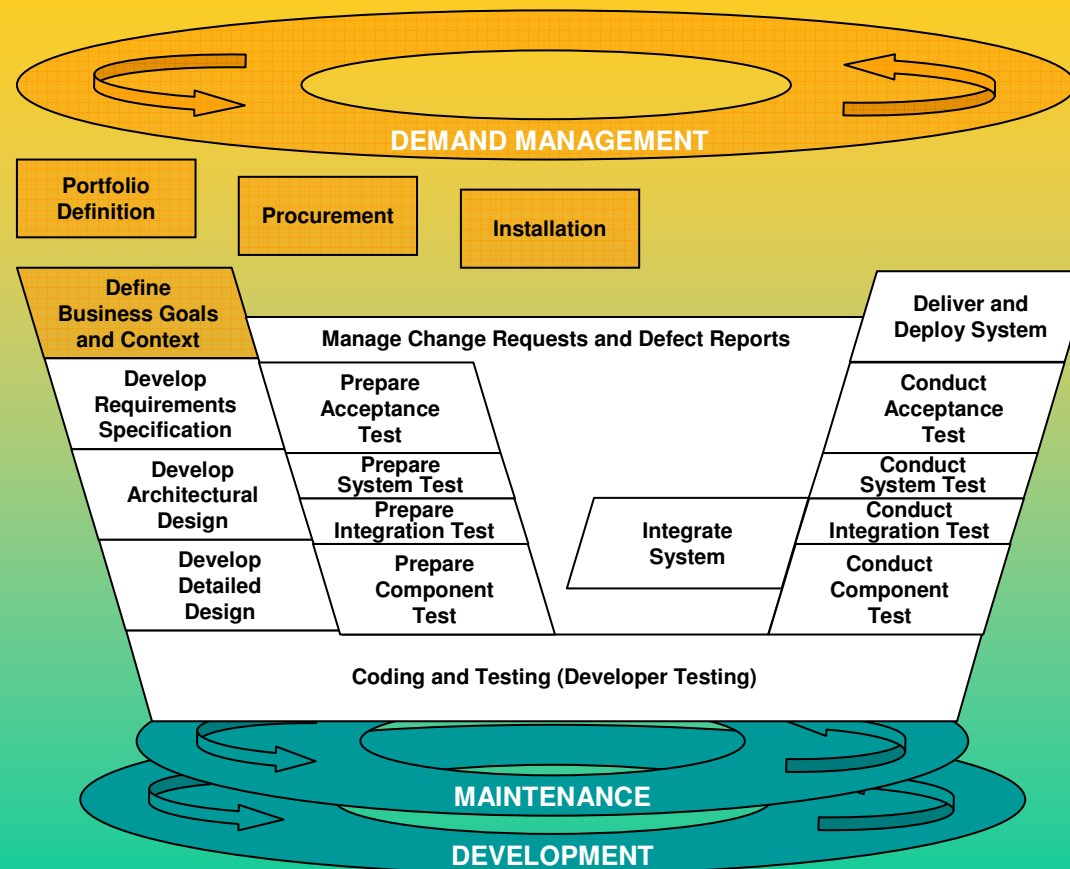 DEMAND MANAGEMENT
Portfolio
Definition
Procurement
Installation
Define
Business Goals
and Context
Deliver and
Deploy System
Manage Change Requests and Defect Reports
Develop
Requirements
Specification
Prepare
Acceptance
Test
Conduct
Acceptance
Test
Develop
Architectural
Design
Prepare
System Test
Conduct
System Test
Prepare
Integration Test
Integrate
System
Conduct
Integration Test
Develop
Detailed
Design
Prepare
Component
Test
Conduct
Component
Test
Coding and Testing (Developer Testing)
MAINTENANCE
DEVELOPMENT